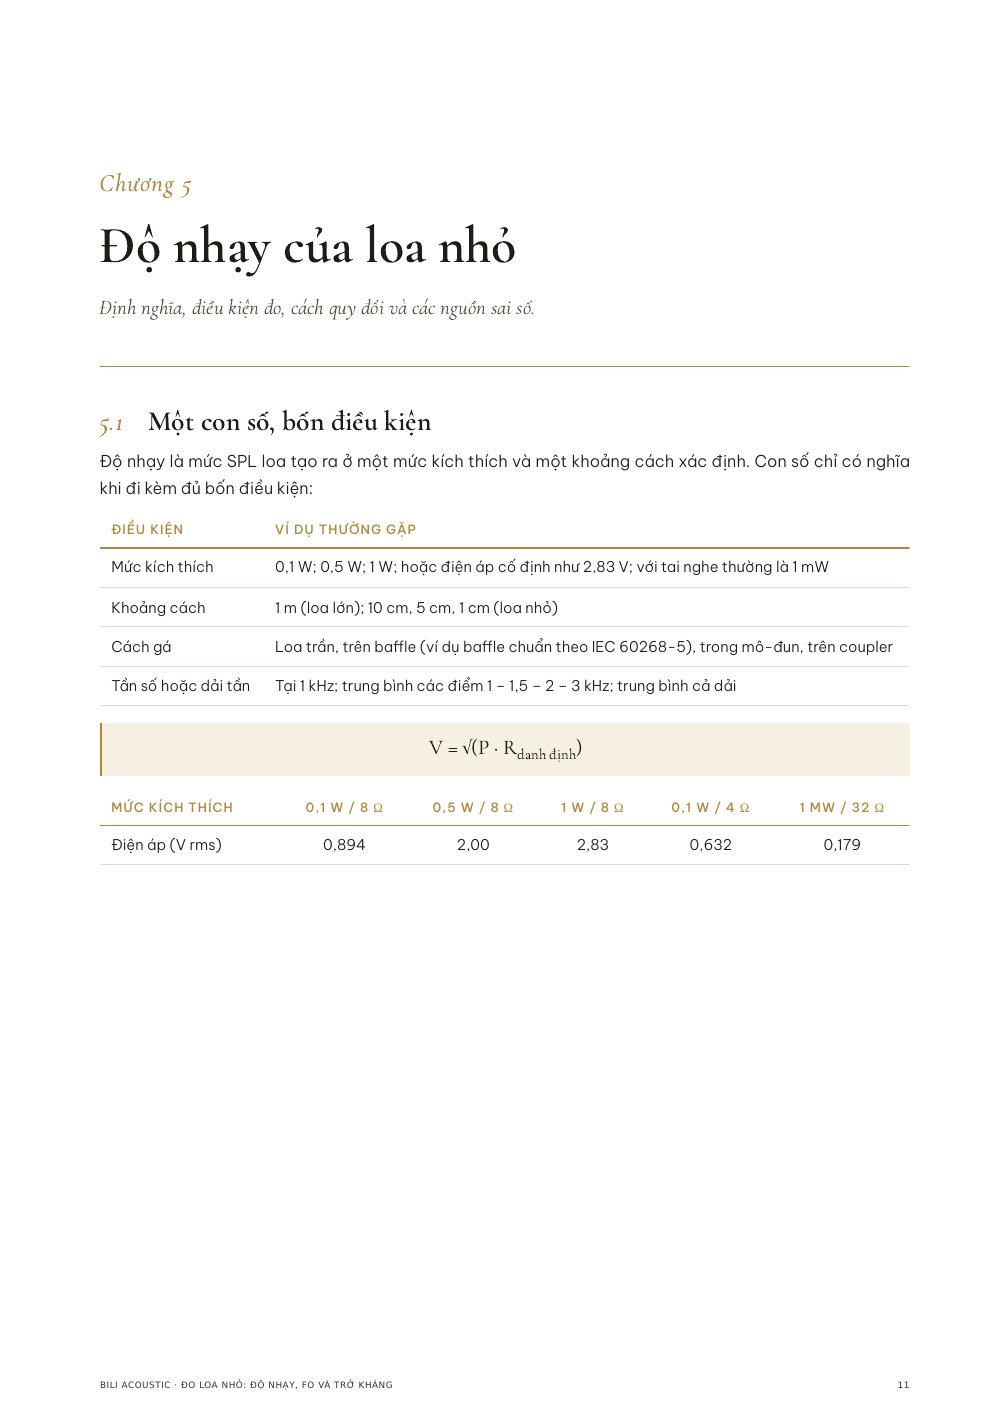 Chương 5
Độ nhạy của loa nhỏ
Định nghĩa, điều kiện đo, cách quy đổi và các nguồn sai số.
5.1 Một con số, bốn điều kiện
Độ nhạy là mức SPL loa tạo ra ở một mức kích thích và một khoảng cách xác định. Con số chỉ có nghĩa
khi đi kèm đủ bốn điều kiện:
ĐIỀU KIỆN VÍ DỤ THƯỜNG GẶP
Mức kích thích 0,1 W; 0,5 W; 1 W; hoặc điện áp cố định như 2,83 V; với tai nghe thường là 1 mW
Khoảng cách 1 m (loa lớn); 10 cm, 5 cm, 1 cm (loa nhỏ)
Cách gá Loa trần, trên baffle (ví dụ baffle chuẩn theo IEC 60268-5), trong mô-đun, trên coupler
Tần số hoặc dải tần Tại 1 kHz; trung bình các điểm 1 – 1,5 – 2 – 3 kHz; trung bình cả dải
V = √(P · Rdanh định)
MỨC KÍCH THÍCH 0,1 W / 8 Ω 0,5 W / 8 Ω 1 W / 8 Ω 0,1 W / 4 Ω 1 MW / 32 Ω
Điện áp (V rms) 0,894 2,00 2,83 0,632 0,179
BILI ACOUSTIC · ĐO LOA NHỎ: ĐỘ NHẠY, FO VÀ TRỞ KHÁNG 11